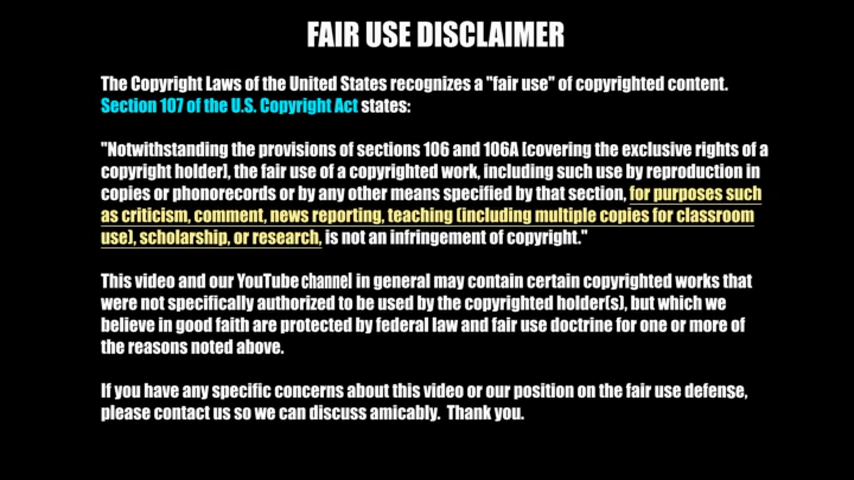 FAIR USE DISCLAIMER
The Copyright Laws of the United States recognizes a "fair use" of copyrighted content.
Section 107 of the U.S. Copyright Act states:
"Notwithstanding the provisions of sections 106 and 106A [covering the exclusive rights of a
copyright holder], the fair use of a copyrighted work, including such use by reproduction in
copies or phonorecords or by any other means specified by that section, for purposes such
as criticism, comment, news reporting, teaching (including multiple copies for classroom
use), scholarship, or research, is not an infringement of copyright."
This video and our YouTube channel in general may contain certain copyrighted works that
were not specifically authorized to be used by the copyrighted holder(s), but which we
believe in good faith are protected by federal law and fair use doctrine for one or more of
the reasons noted above.
If you have any specific concerns about this video or our position on the fair use defense,
please contact us so we can discuss amicably. Thank you.